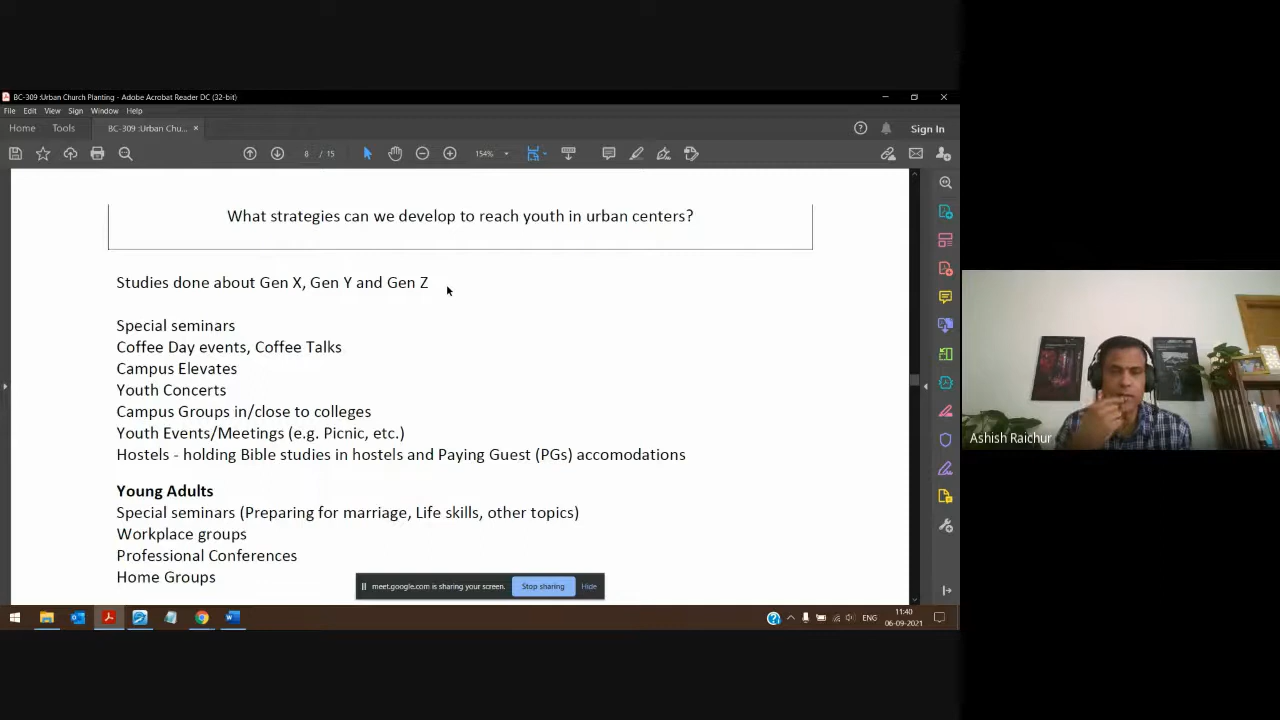 BC-309 :Urban Church Planting - Adobe Acrobat Reader DC (32-bit)
File Edit View Sign Window Help
Home Tools BC-309 :Urban Chu... × Sign In
8 / 15 154%
What strategies can we develop to reach youth in urban centers?
Studies done about Gen X, Gen Y and Gen Z
Special seminars
Coffee Day events, Coffee Talks
Campus Elevates
Youth Concerts
Campus Groups in/close to colleges
Youth Events/Meetings (e.g. Picnic, etc.)
Hostels - holding Bible studies in hostels and Paying Guest (PGs) accomodations
Young Adults
Special seminars (Preparing for marriage, Life skills, other topics)
Workplace groups
Professional Conferences
Home Groups
meet.google.com is sharing your screen. Stop sharing Hide
ENG 11:40
06-09-2021
Ashish Raichur